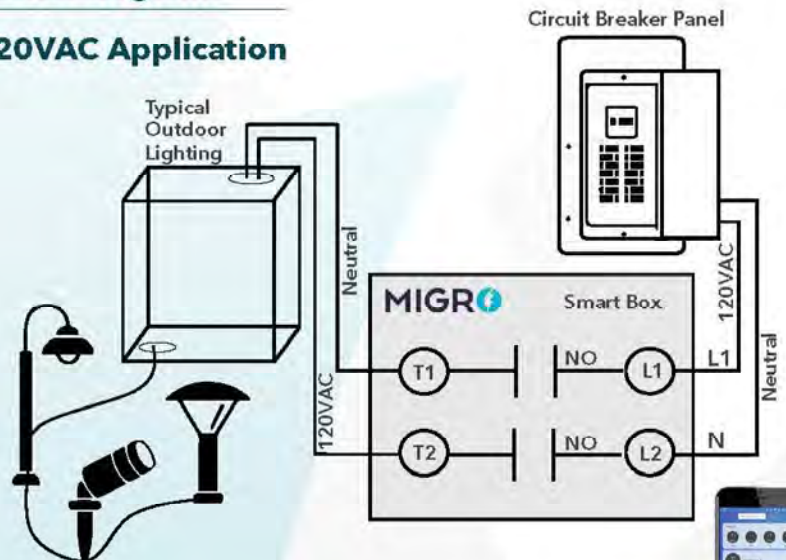 20VAC Application
Circuit Breaker Panel
Typical
Outdoor
Lighting
Neutral
120VAC
120VAC
Neutral
MIGRO
Smart Box
T1
NO
L1
L1
T2
NO
L2
N